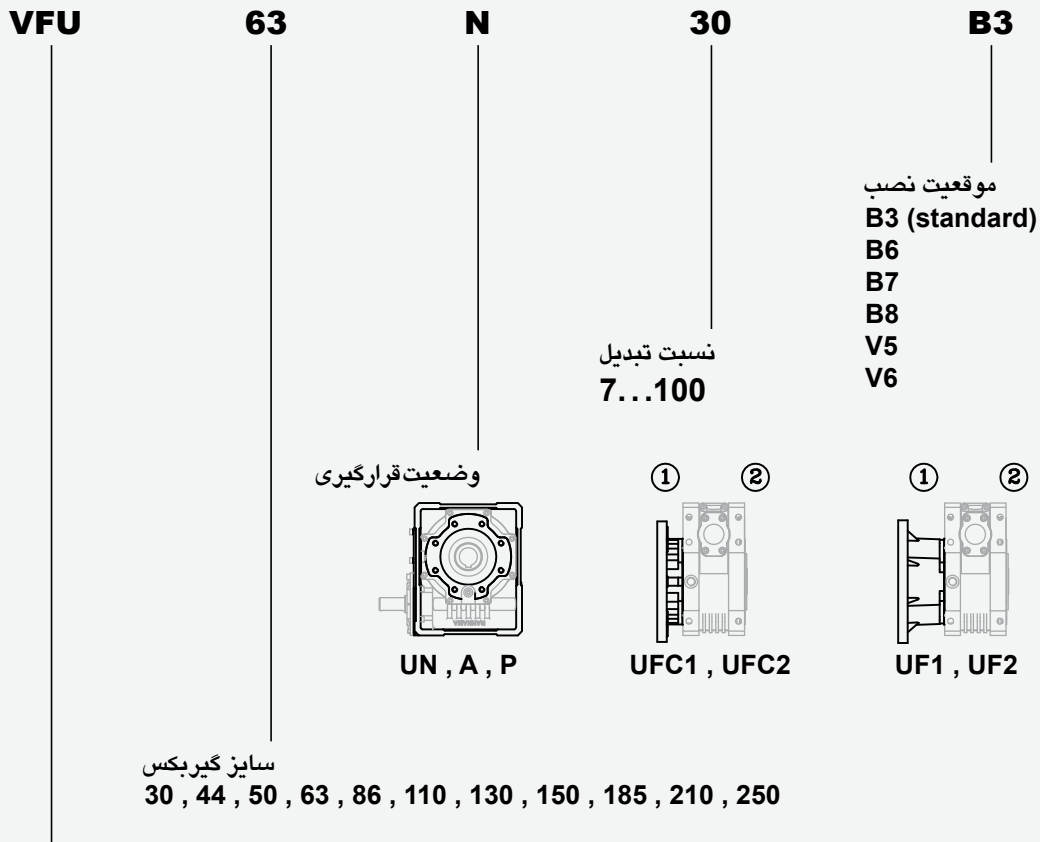 VFU 63 N 30 B3
موقعیت نصب
B3 (standard)
B6
B7
B8
V5
V6
نسبت تبدیل
7...100
وضعیت قرارگیری
① ② ① ②
UN , A , P UFC1 , UFC2 UF1 , UF2
سایز گیربکس
30 , 44 , 50 , 63 , 86 , 110 , 130 , 150 , 185 , 210 , 250